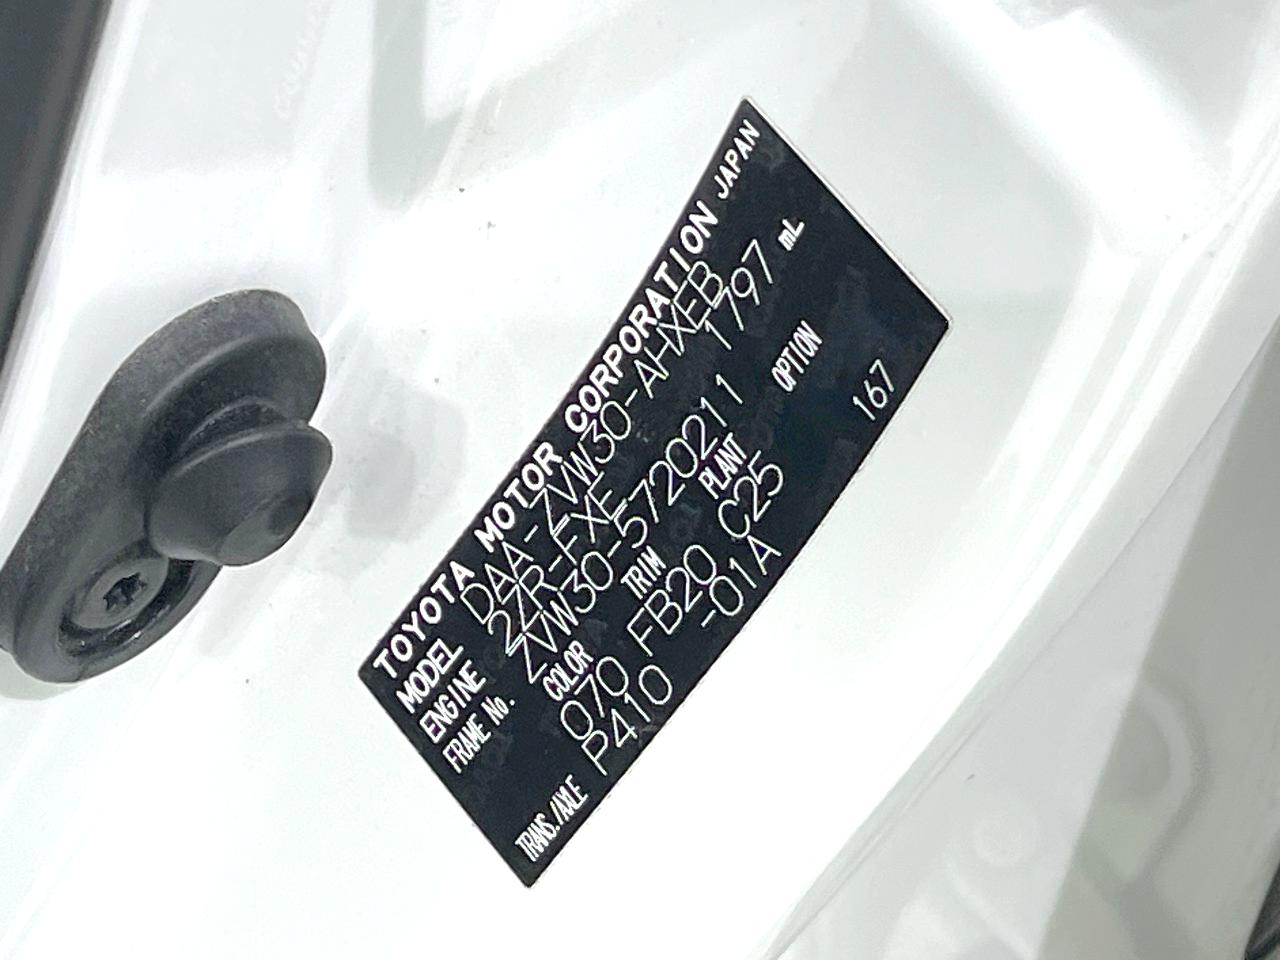 TOYOTA MOTOR CORPORATION JAPAN
MODEL DAA-ZVW30-AHXEB
ENGINE 2ZR-FXE 1797 mL
FRAME No. ZVW30-5720211
COLOR TRIM PLANT OPTION
070 FB20 C25
TRANS./AXLE P410 -01A 167